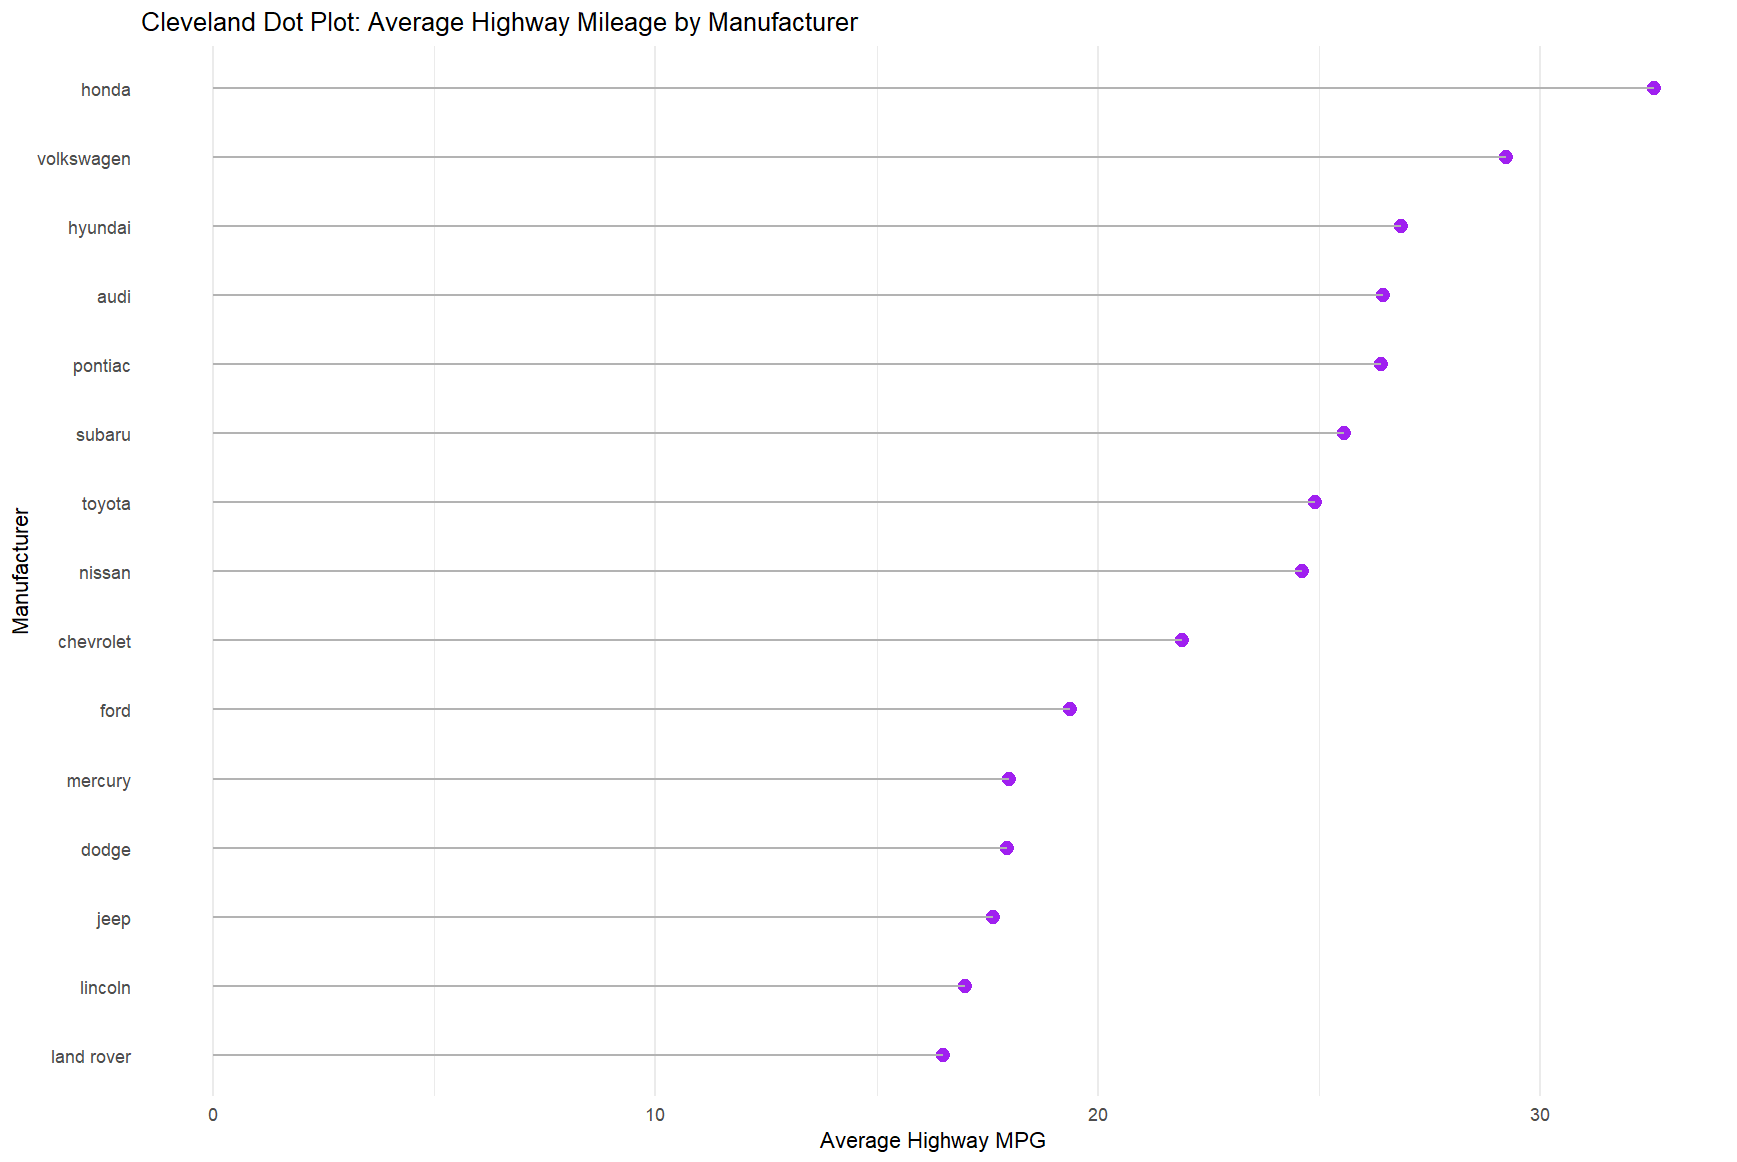 Cleveland Dot Plot: Average Highway Mileage by Manufacturer
honda
volkswagen
hyundai
audi
pontiac
subaru
toyota
nissan
chevrolet
ford
mercury
dodge
jeep
lincoln
land rover
Manufacturer
0 10 20 30
Average Highway MPG